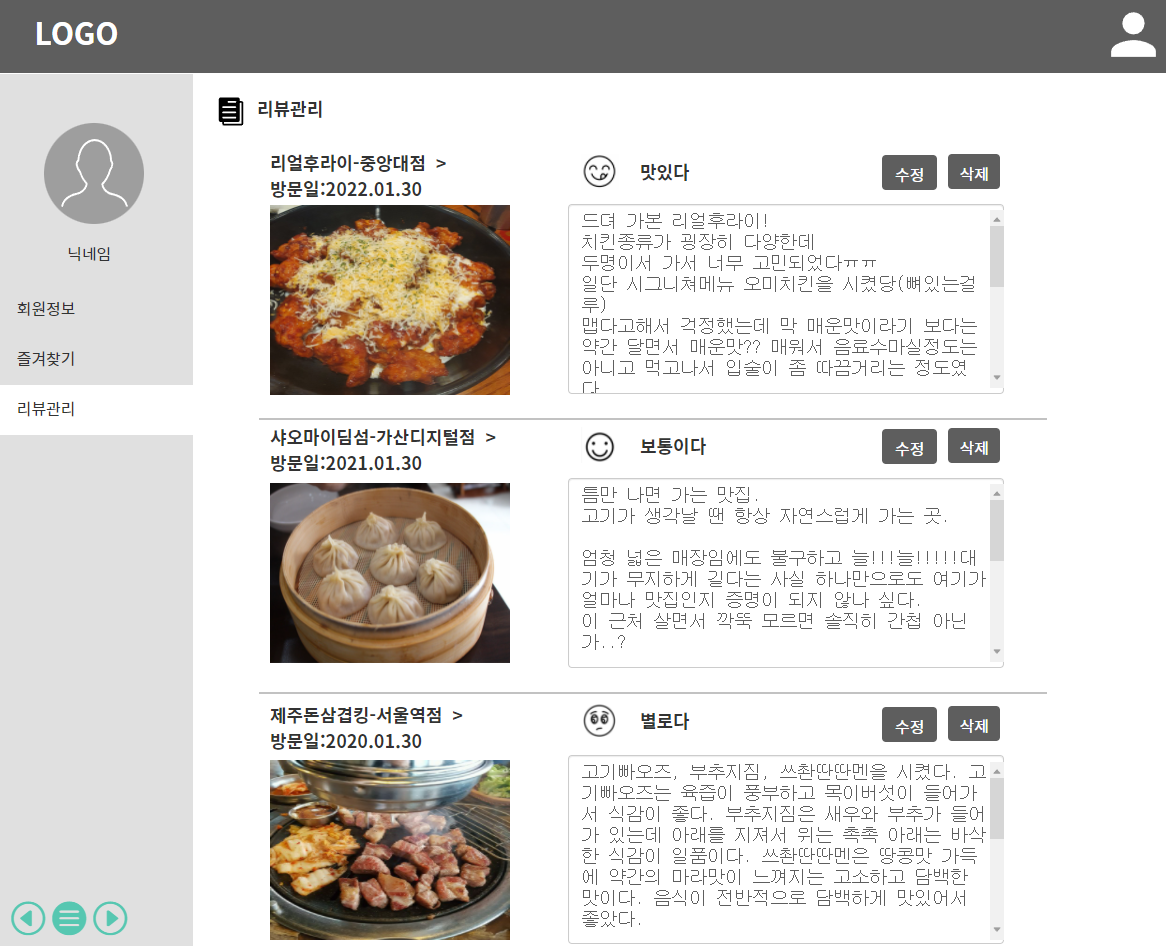 LOGO
닉네임
회원정보
즐겨찾기
리뷰관리
리뷰관리
리얼후라이-중앙대점 >
방문일:2022.01.30
맛있다
수정
삭제
드뎌 가본 리얼후라이!
치킨종류가 굉장히 다양한데
두명이서 가서 너무 고민되었다ㅠㅠ
일단 시그니쳐메뉴 오미치킨을 시켰당(뼈있는걸
루)
맵다고해서 걱정했는데 막 매운맛이라기 보다는
약간 달면서 매운맛?? 매워서 음료수마실정도는
아니고 먹고나서 입술이 좀 따끔거리는 정도였
다
샤오마이딤섬-가산디지털점 >
방문일:2021.01.30
보통이다
수정
삭제
틈만 나면 가는 맛집.
고기가 생각날 땐 항상 자연스럽게 가는 곳.
엄청 넓은 매장임에도 불구하고 늘!!!늘!!!!!대
기가 무지하게 길다는 사실 하나만으로도 여기가
얼마나 맛집인지 증명이 되지 않나 싶다.
이 근처 살면서 깍뚝 모르면 솔직히 간첩 아닌
가..?
제주돈삼겹킹-서울역점 >
방문일:2020.01.30
별로다
수정
삭제
고기빠오즈, 부추지짐, 쓰촨딴딴멘을 시켰다. 고
기빠오즈는 육즙이 풍부하고 목이버섯이 들어가
서 식감이 좋다. 부추지짐은 새우와 부추가 들어
가 있는데 아래를 지져서 위는 촉촉 아래는 바삭
한 식감이 일품이다. 쓰촨딴딴멘은 땅콩맛 가득
에 약간의 마라맛이 느껴지는 고소하고 담백한
맛이다. 음식이 전반적으로 담백하게 맛있어서
좋았다.